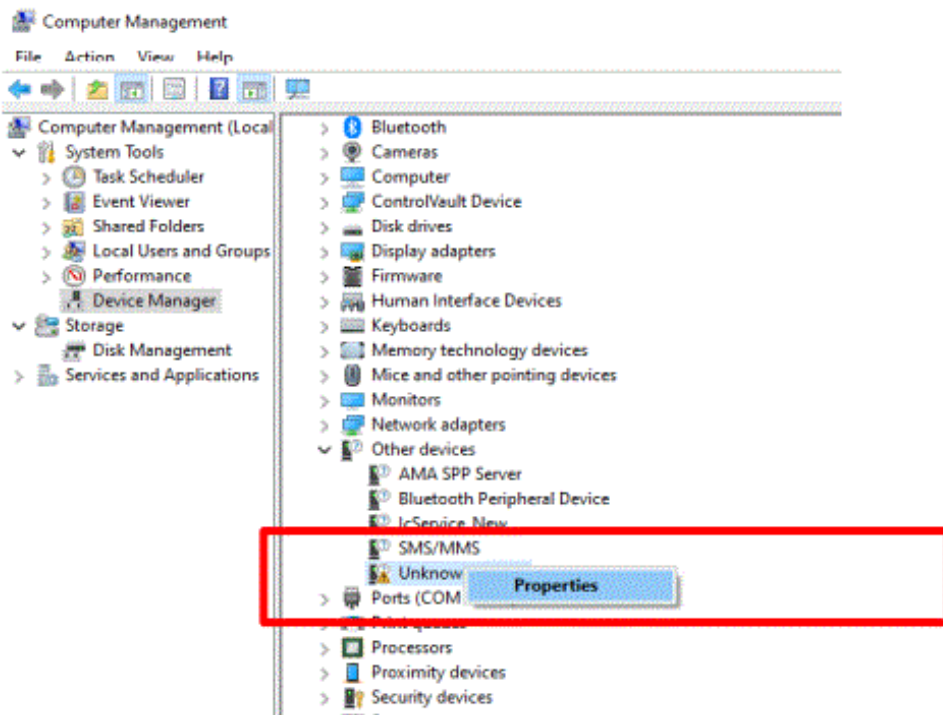 Computer Management
File Action View Help
Computer Management (Local
System Tools
Task Scheduler
Event Viewer
Shared Folders
Local Users and Groups
Performance
Device Manager
Storage
Disk Management
Services and Applications
Bluetooth
Cameras
Computer
ControlVault Device
Disk drives
Display adapters
Firmware
Human Interface Devices
Keyboards
Memory technology devices
Mice and other pointing devices
Monitors
Network adapters
Other devices
AMA SPP Server
Bluetooth Peripheral Device
IcService_New
SMS/MMS
Unknow
Properties
Ports (COM
Print queues
Processors
Proximity devices
Security devices